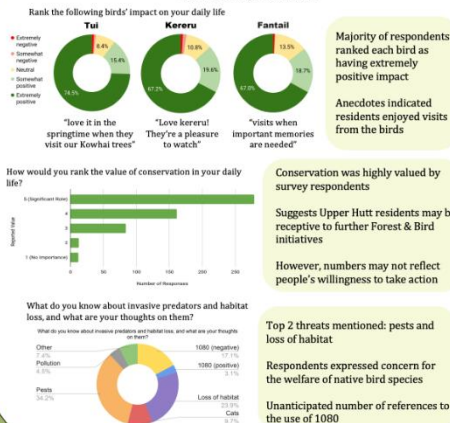 Rank the following birds' impact on your daily life
Tui
Kereru
Fantail
Extremely negative
Somewhat negative
Neutral
Somewhat positive
Extremely positive
6.4%
15.4%
74.5%
10.8%
19.6%
67.2%
13.5%
18.7%
67.0%
"love it in the
springtime when they
visit our Kowhai trees"
"Love kereru!
They're a pleasure
to watch"
"visits when
important memories
are needed"
Majority of respondents
ranked each bird as
having extremely
positive impact
Anecdotes indicated
residents enjoyed visits
from the birds
How would you rank the value of conservation in your daily
life?
Reported Value
5 (Significant Role)
4
3
2
1 (No Importance)
0
50
100
150
200
250
Number of Responses
Conservation was highly valued by
survey respondents
Suggests Upper Hutt residents may b
receptive to further Forest & Bird
initiatives
However, numbers may not reflect
people's willingness to take action
What do you know about invasive predators and habitat
loss, and what are your thoughts on them?
What do you know about invasive predators and habitat loss, and what are your thoughts
on them?
Other
7.4%
Pollution
4.5%
Pests
34.2%
1080 (negative)
17.1%
1080 (positive)
3.1%
Loss of habitat
23.9%
Cats
9.7%
Top 2 threats mentioned: pests and
loss of habitat
Respondents expressed concern for
the welfare of native bird species
Unanticipated number of references to
the use of 1080